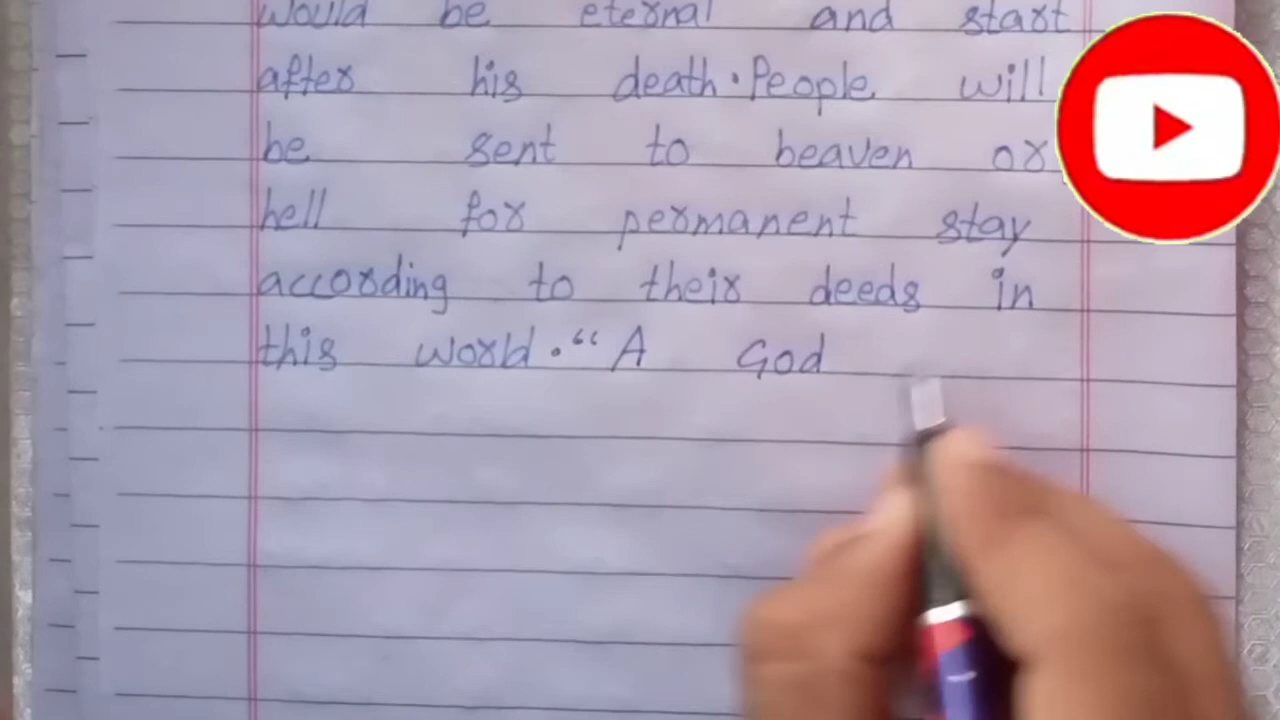 would be eternal and start
after his death. People will
be sent to beaven or
hell for permanent stay
according to their deeds in
this world. "A God